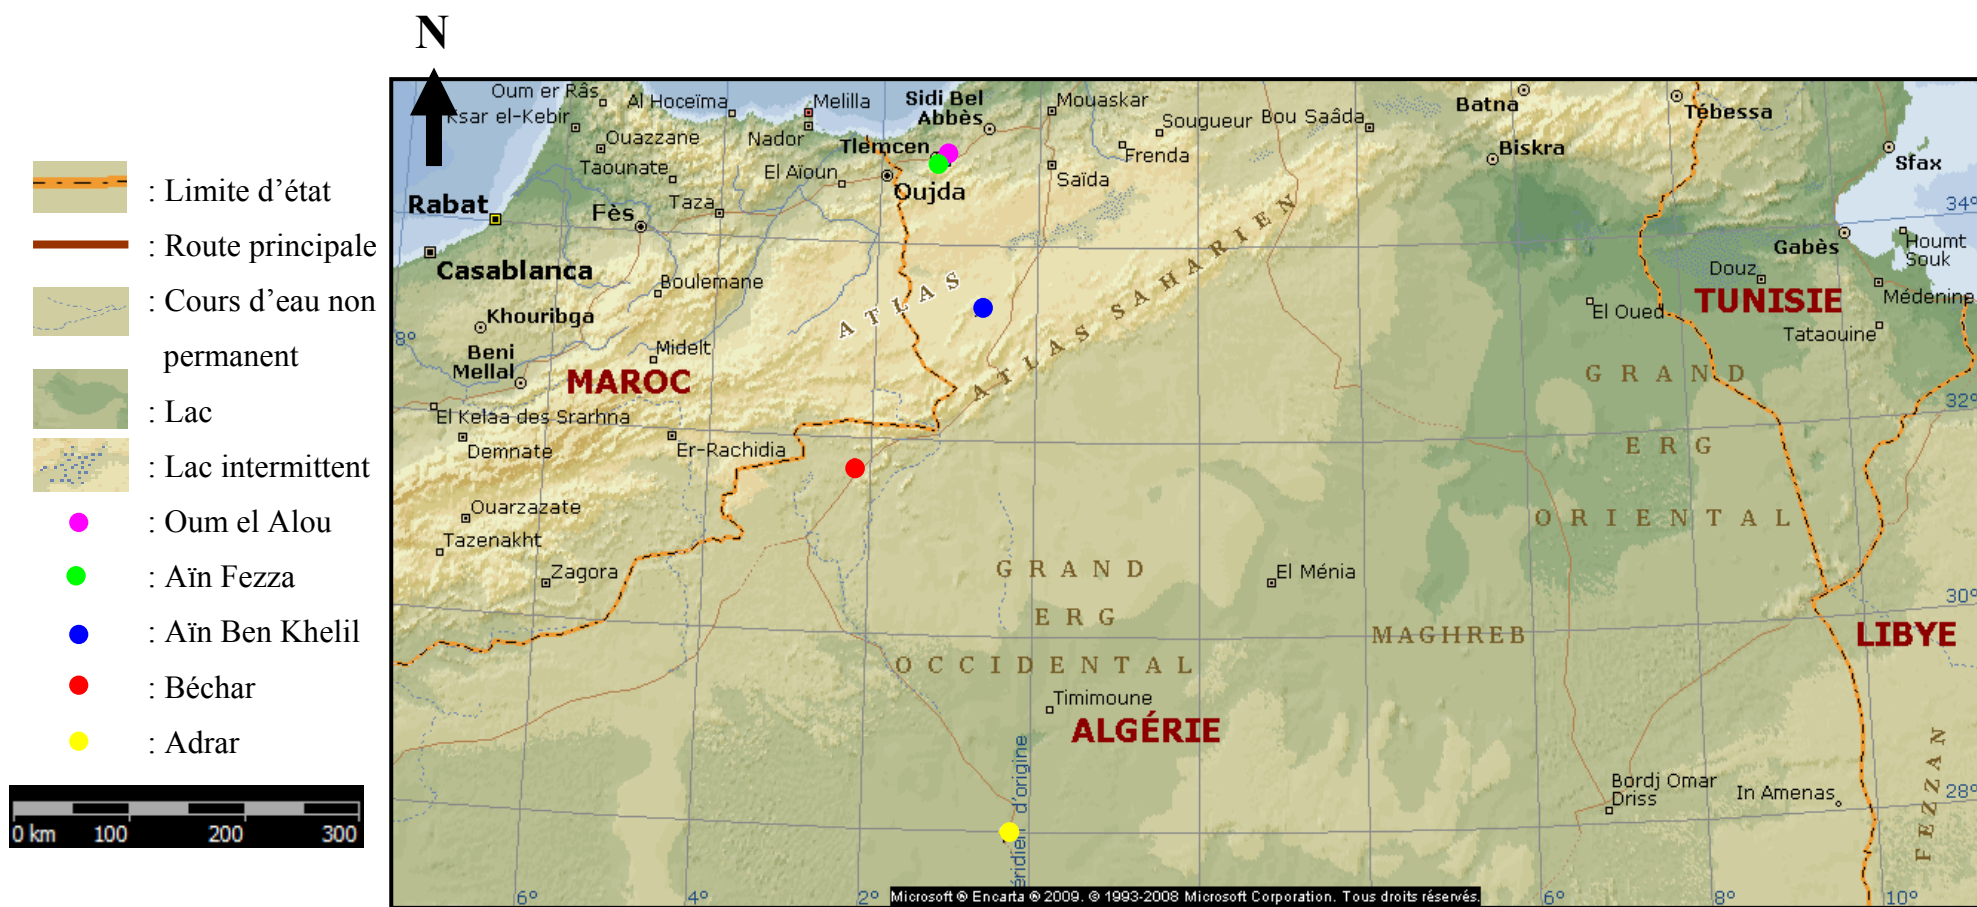 N
: Limite d’état
: Route principale
: Cours d’eau non
permanent
: Lac
: Lac intermittent
: Oum el Alou
: Aïn Fezza
: Aïn Ben Khelil
: Béchar
: Adrar
0 km 100 200 300
Oum er Râs
Ksar el-Kebir
Al Hoceïma
Melilla
Nador
Ouazzane
Taounate
El Aïoun
Taza
Fès
Rabat
Casablanca
Boulemane
Khouribga
Beni
Mellal
Midelt
MAROC
El Kelaa des Srarhna
Demnate
Er-Rachidia
Ouarzazate
Tazenakht
Zagora
Sidi Bel
Abbès
Tlemcen
Oujda
Mouaskar
Sougueur
Frenda
Saïda
Bou Saâda
Batna
Biskra
Tébessa
Sfax
Gabès
Houmt
Souk
Douz
Médenine
TUNISIE
Tataouine
El Oued
ATLAS
ATLAS SAHARIEN
GRAND
ERG
ORIENTAL
GRAND
ERG
OCCIDENTAL
El Ménia
MAGHREB
LIBYE
Timimoune
ALGÉRIE
Bordj Omar
Driss
In Amenas
FEZZAN
éridien d'origine
34°
32°
30°
28°
8°
6°
4°
2°
6°
8°
10°
Microsoft ® Encarta ® 2009. © 1993-2008 Microsoft Corporation. Tous droits réservés.